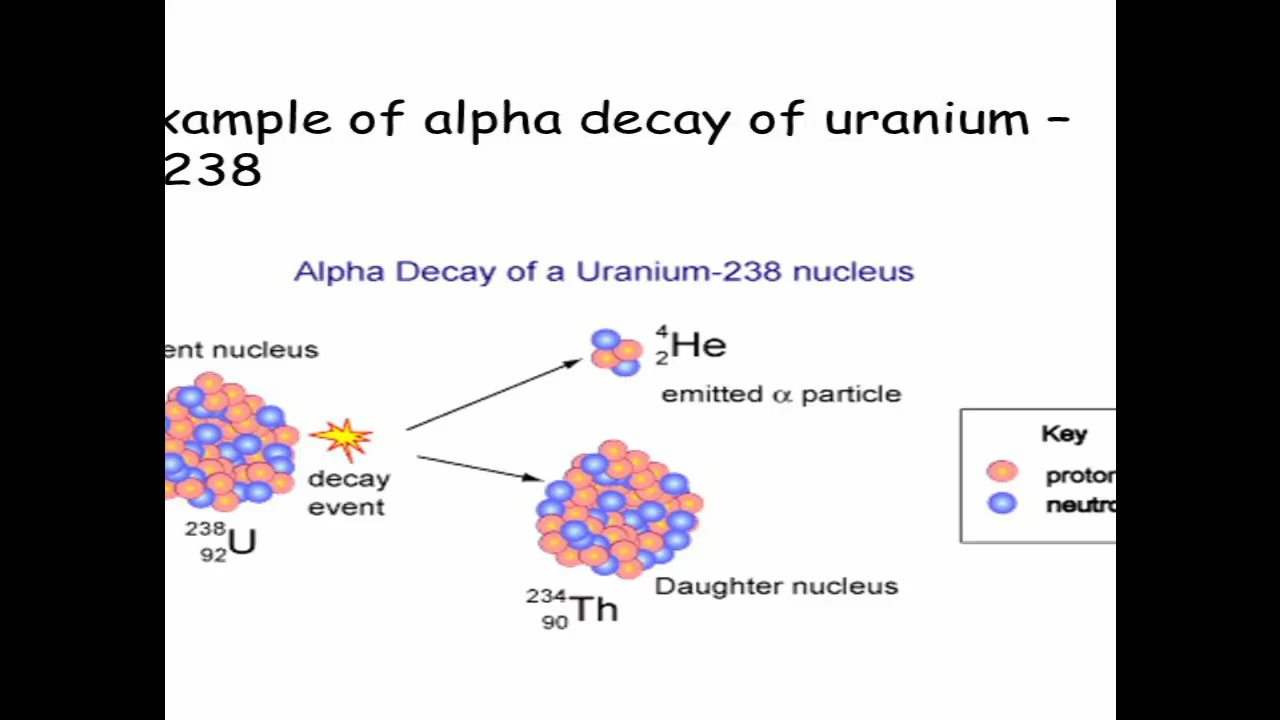 xample of alpha decay of uranium –
238
Alpha Decay of a Uranium-238 nucleus
ent nucleus
4
2He
emitted α particle
Key
proton
neutro
decay
event
238
92U
Daughter nucleus
234
90Th